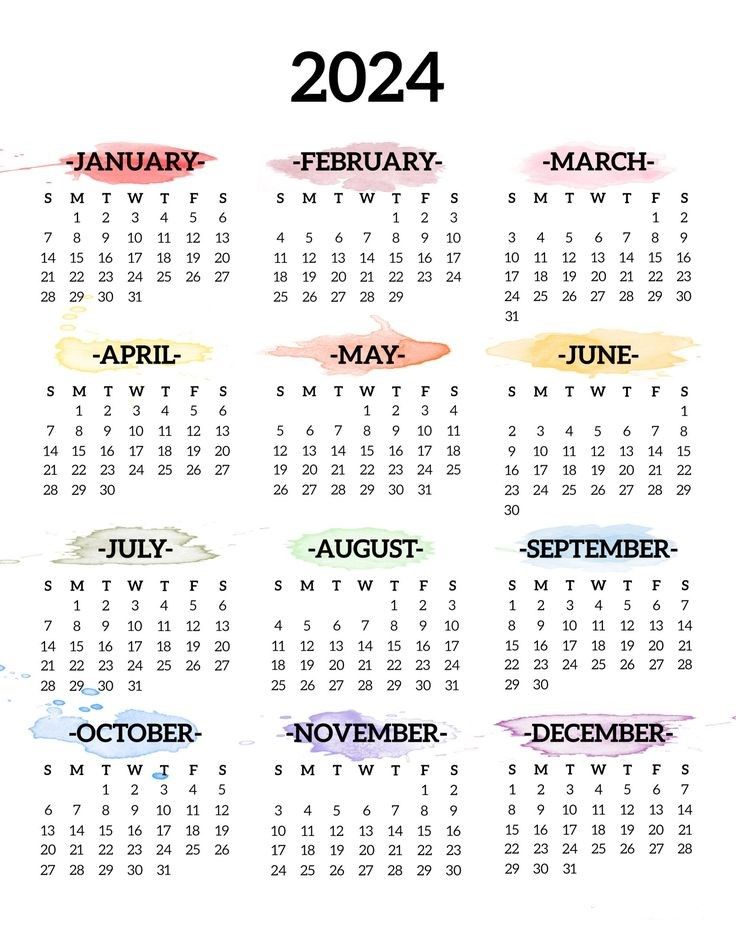 2024
-JANUARY-
S M T W T F S
1 2 3 4 5 6
7 8 9 10 11 12 13
14 15 16 17 18 19 20
21 22 23 24 25 26 27
28 29 30 31
-FEBRUARY-
S M T W T F S
1 2 3
4 5 6 7 8 9 10
11 12 13 14 15 16 17
18 19 20 21 22 23 24
25 26 27 28 29
-MARCH-
S M T W T F S
1 2
3 4 5 6 7 8 9
10 11 12 13 14 15 16
17 18 19 20 21 22 23
24 25 26 27 28 29 30
31
-APRIL-
S M T W T F S
1 2 3 4 5 6
7 8 9 10 11 12 13
14 15 16 17 18 19 20
21 22 23 24 25 26 27
28 29 30
-MAY-
S M T W T F S
1 2 3 4
5 6 7 8 9 10 11
12 13 14 15 16 17 18
19 20 21 22 23 24 25
26 27 28 29 30 31
-JUNE-
S M T W T F S
1
2 3 4 5 6 7 8
9 10 11 12 13 14 15
16 17 18 19 20 21 22
23 24 25 26 27 28 29
30
-JULY-
S M T W T F S
1 2 3 4 5 6
7 8 9 10 11 12 13
14 15 16 17 18 19 20
21 22 23 24 25 26 27
28 29 30 31
-AUGUST-
S M T W T F S
1 2 3
4 5 6 7 8 9 10
11 12 13 14 15 16 17
18 19 20 21 22 23 24
25 26 27 28 29 30 31
-SEPTEMBER-
S M T W T F S
1 2 3 4 5 6 7
8 9 10 11 12 13 14
15 16 17 18 19 20 21
22 23 24 25 26 27 28
29 30
-OCTOBER-
S M T W T F S
1 2 3 4 5
6 7 8 9 10 11 12
13 14 15 16 17 18 19
20 21 22 23 24 25 26
27 28 29 30 31
-NOVEMBER-
S M T W T F S
1 2
3 4 5 6 7 8 9
10 11 12 13 14 15 16
17 18 19 20 21 22 23
24 25 26 27 28 29 30
-DECEMBER-
S M T W T F S
1 2 3 4 5 6 7
8 9 10 11 12 13 14
15 16 17 18 19 20 21
22 23 24 25 26 27 28
29 30 31